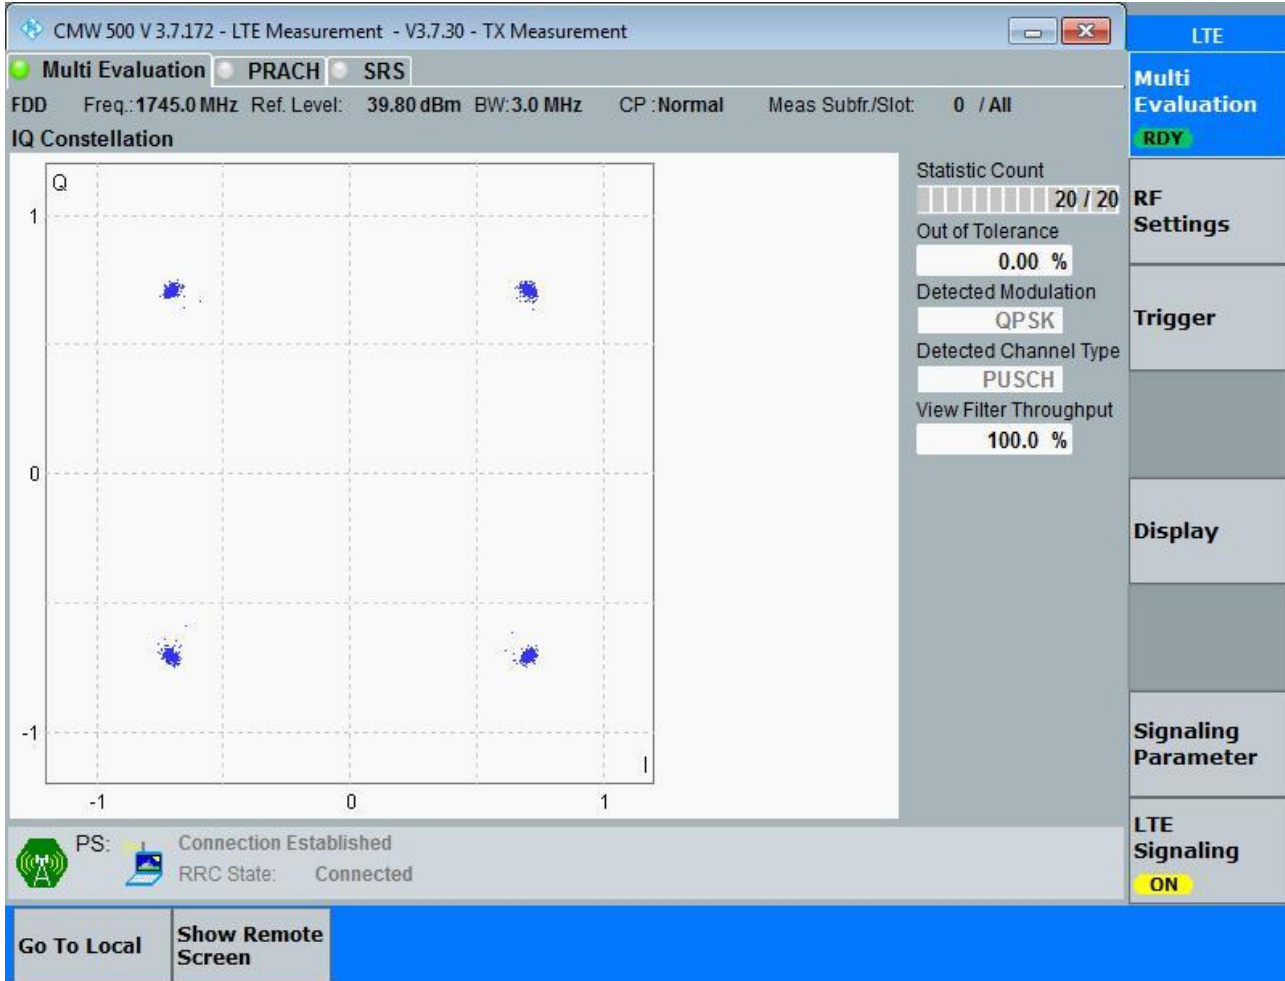 CMW 500 V 3.7.172 - LTE Measurement - V3.7.30 - TX Measurement
LTE
Multi Evaluation PRACH SRS
FDD Freq.:1745.0 MHz Ref. Level: 39.80 dBm BW:3.0 MHz CP :Normal Meas Subfr./Slot: 0 / All
IQ Constellation
Q
1
0
-1
I
-1 0 1
Statistic Count
20 / 20
Out of Tolerance
0.00 %
Detected Modulation
QPSK
Detected Channel Type
PUSCH
View Filter Throughput
100.0 %
Multi
Evaluation
RDY
RF
Settings
Trigger
Display
Signaling
Parameter
LTE
Signaling
ON
PS: Connection Established
RRC State: Connected
Go To Local
Show Remote
Screen